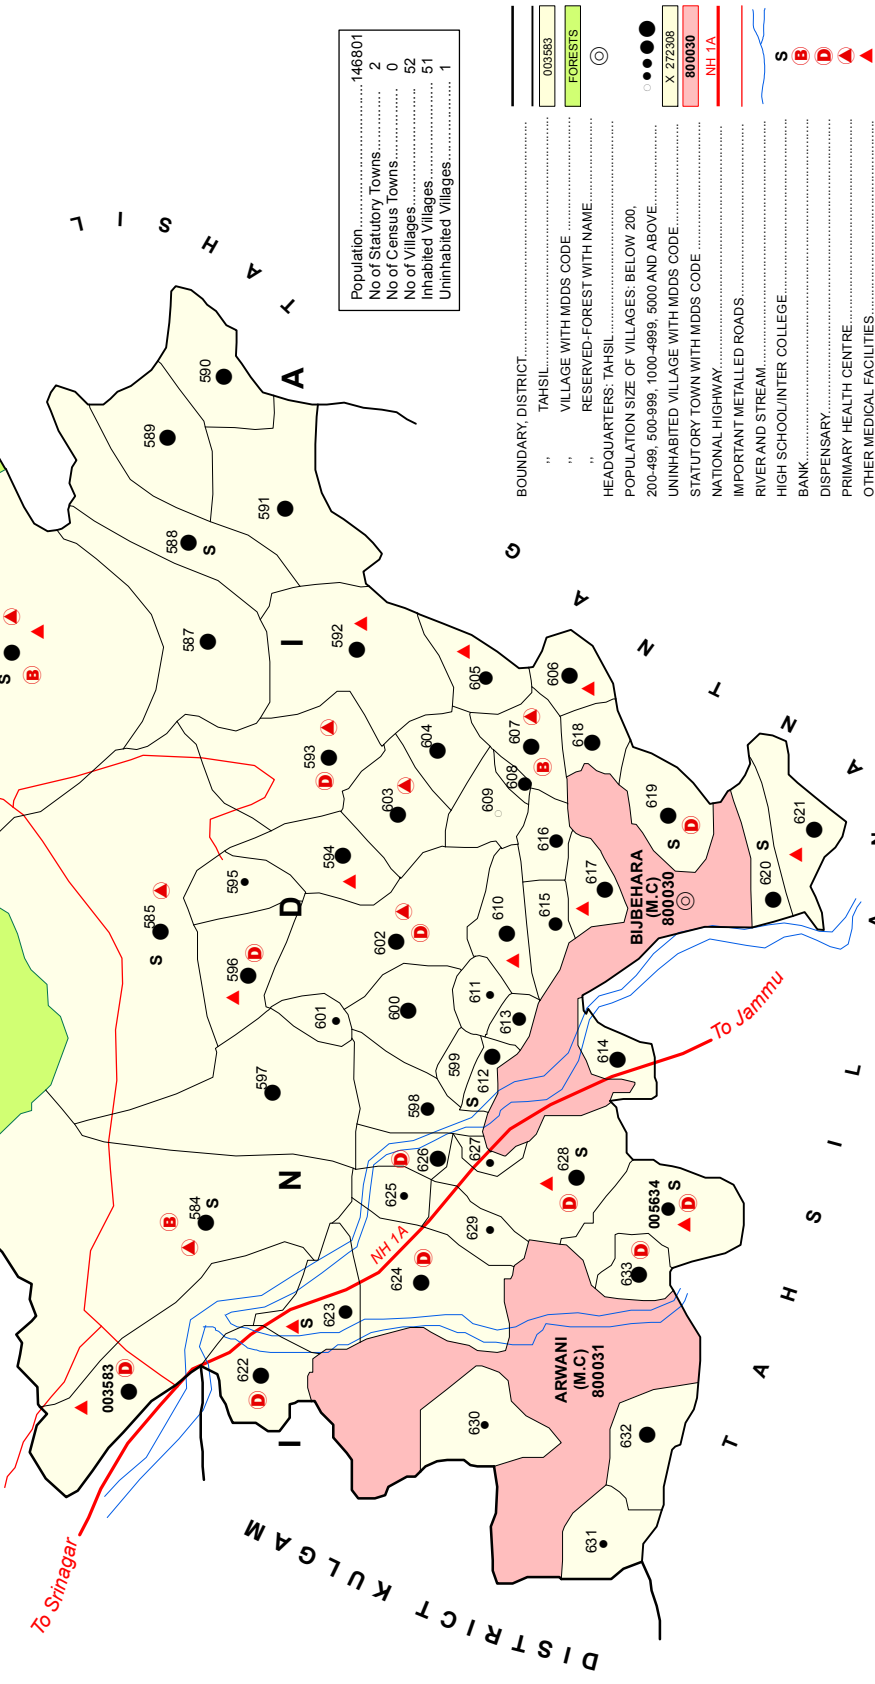 Population..................146801
No of Statutory Towns............ 2
No of Census Towns............... 0
No of Villages................... 52
Inhabited Villages............... 51
Uninhabited Villages............. 1
BOUNDARY, DISTRICT
,, TAHSIL
,, VILLAGE WITH MDDS CODE
003583
,, RESERVED-FOREST WITH NAME
FORESTS
HEADQUARTERS: TAHSIL
POPULATION SIZE OF VILLAGES: BELOW 200,
200-499, 500-999, 1000-4999, 5000 AND ABOVE
UNINHABITED VILLAGE WITH MDDS CODE
X 272308
STATUTORY TOWN WITH MDDS CODE
800030
NATIONAL HIGHWAY
NH 1A
IMPORTANT METALLED ROADS
RIVER AND STREAM
HIGH SCHOOL/INTER COLLEGE
S
BANK
B
DISPENSARY
D
PRIMARY HEALTH CENTRE
OTHER MEDICAL FACILITIES
TAHSIL
ANANTNAG
TAHSIL
DISTRICT KULGAM
I N D I A
To Srinagar
To Jammu
NH 1A
BIJBEHARA
(M.C)
800030
ARWANI
(M.C)
800031
S
B
003583
D
584
S
B
585
S
587
588
S
589
590
591
592
593
D
594
595
596
D
597
598
599
600
601
602
D
603
604
605
606
607
B
608
609
610
611
612
S
613
614
615
616
617
618
619
S
D
620
S
621
622
D
623
S
624
D
625
626
D
627
628
S
D
629
630
631
632
633
D
005634
S
D